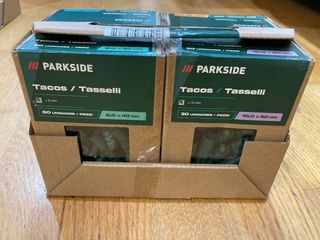 PARKSIDE
Tacos / Tasselli
50 UNIDADES / PEZZI
8,0 x 40 mm
PARKSIDE
Tacos / Tasselli
30 UNIDADES / PEZZI
10,0 x 50 mm